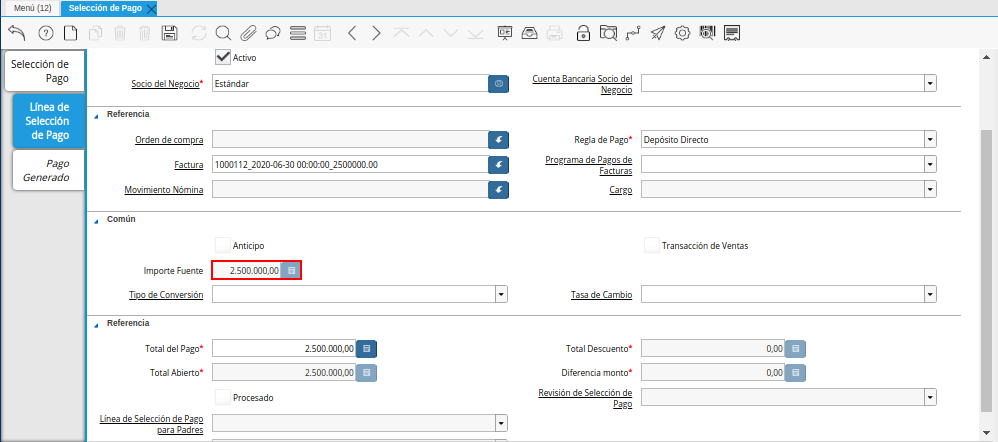 Menú (12)
Selección de Pago
Selección de
Pago
Línea de
Selección
de Pago
Pago
Generado
Activo
Socio del Negocio*
Estándar
Cuenta Bancaria Socio del
Negocio
Referencia
Orden de compra
Regla de Pago*
Depósito Directo
Factura
1000112_2020-06-30 00:00:00_2500000.00
Programa de Pagos de
Facturas
Movimiento Nómina
Cargo
Común
Anticipo
Transacción de Ventas
Importe Fuente
2.500.000,00
Tipo de Conversión
Tasa de Cambio
Referencia
Total del Pago*
2.500.000,00
Total Descuento*
0,00
Total Abierto*
2.500.000,00
Diferencia monto*
0,00
Procesado
Revisión de Selección de
Pago
Línea de Selección de Pago
para Padres